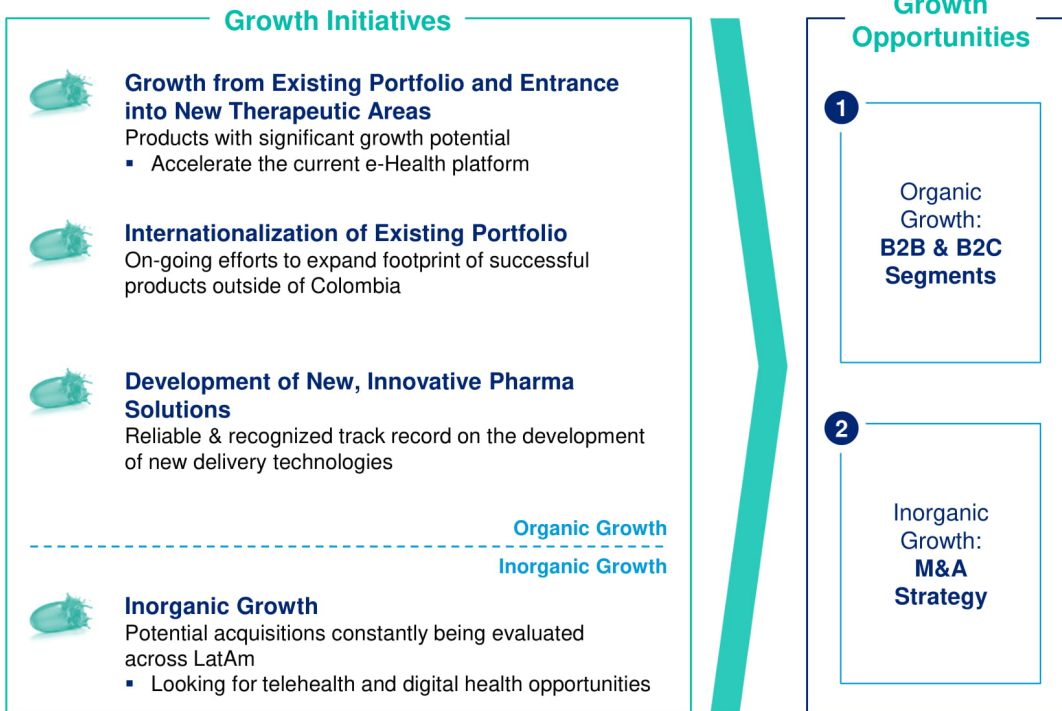 Growth Initiatives
Growth from Existing Portfolio and Entrance
into New Therapeutic Areas
Products with significant growth potential
▪ Accelerate the current e-Health platform
Internationalization of Existing Portfolio
On-going efforts to expand footprint of successful
products outside of Colombia
Development of New, Innovative Pharma
Solutions
Reliable & recognized track record on the development
of new delivery technologies
Organic Growth
Inorganic Growth
Inorganic Growth
Potential acquisitions constantly being evaluated
across LatAm
▪ Looking for telehealth and digital health opportunities
Growth
Opportunities
1
Organic
Growth:
B2B & B2C
Segments
2
Inorganic
Growth:
M&A
Strategy